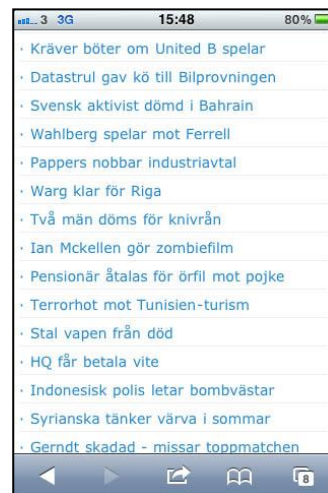 3 3G 15:48 80%
· Kräver böter om United B spelar
· Datastrul gav kö till Bilprovningen
· Svensk aktivist dömd i Bahrain
· Wahlberg spelar mot Ferrell
· Pappers nobbar industriavtal
· Warg klar för Riga
· Två män döms för knivrån
· Ian Mckellen gör zombiefilm
· Pensionär åtalas för örfil mot pojke
· Terrorhot mot Tunisien-turism
· Stal vapen från död
· HQ får betala vite
· Indonesisk polis letar bombvästar
· Syrianska tänker värva i sommar
· Gerndt skadad - missar toppmatchen
8